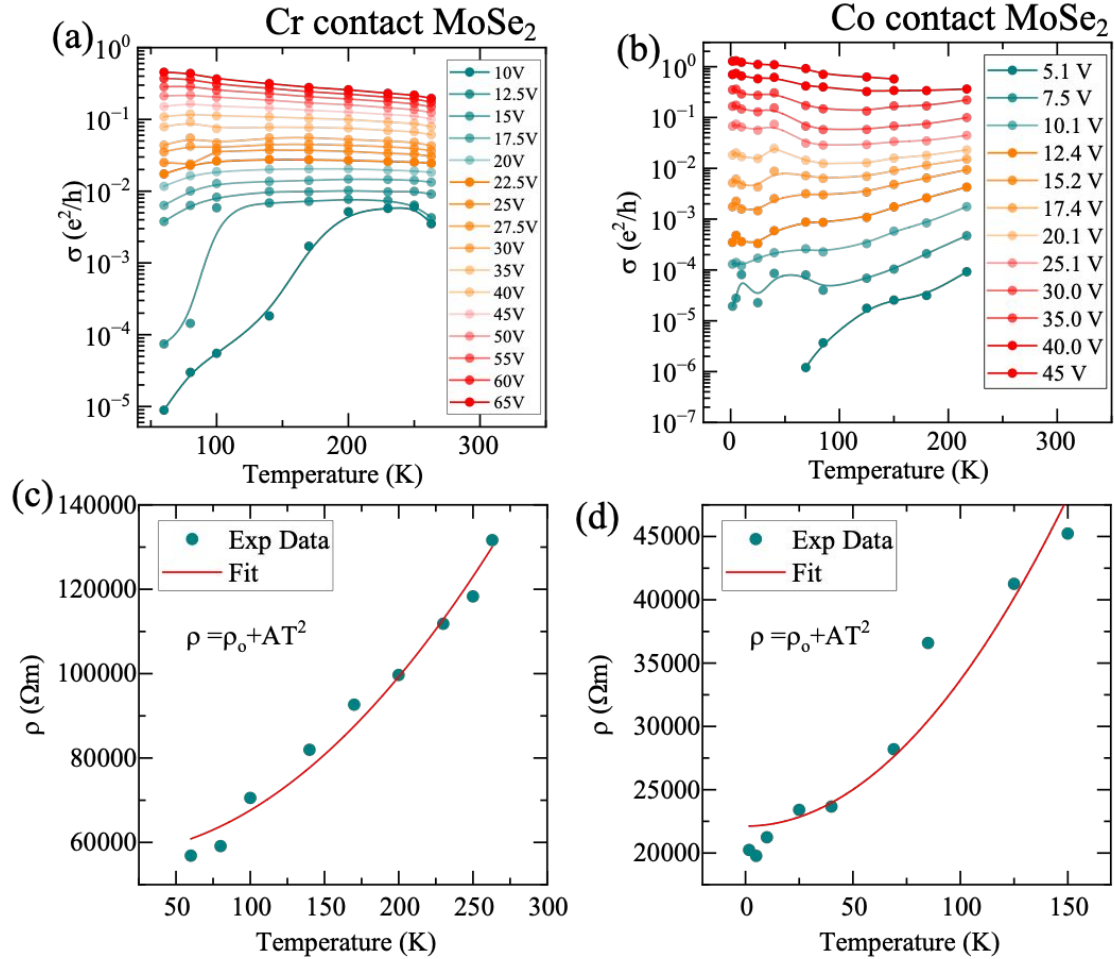 Cr contact MoSe₂
Co contact MoSe₂
(a)
10⁰
10⁻¹
10⁻²
10⁻³
10⁻⁴
10⁻⁵
σ (e²/h)
100
200
300
Temperature (K)
10V
12.5V
15V
17.5V
20V
22.5V
25V
27.5V
30V
35V
40V
45V
50V
55V
60V
65V
(b)
10⁰
10⁻¹
10⁻²
10⁻³
10⁻⁴
10⁻⁵
10⁻⁶
10⁻⁷
σ (e²/h)
0
100
200
300
Temperature (K)
5.1 V
7.5 V
10.1 V
12.4 V
15.2 V
17.4 V
20.1 V
25.1 V
30.0 V
35.0 V
40.0 V
45 V
(c)
140000
120000
100000
80000
60000
ρ (Ωm)
Exp Data
Fit
ρ =ρₒ+AT²
50
100
150
200
250
300
Temperature (K)
(d)
45000
40000
35000
30000
25000
20000
ρ (Ωm)
Exp Data
Fit
ρ =ρₒ+AT²
0
50
100
150
Temperature (K)